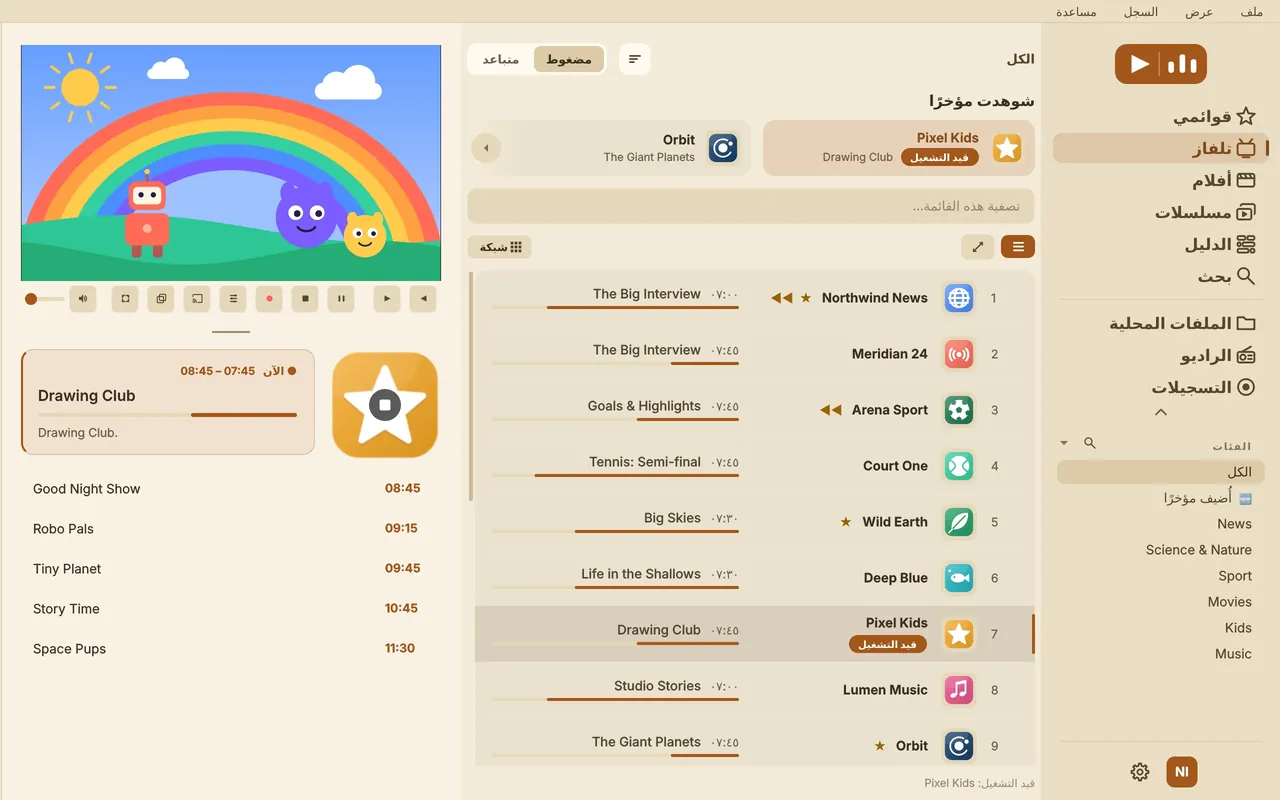 ملف
عرض
السجل
مساعدة
قوائمي
تلفاز
أفلام
مسلسلات
الدليل
بحث
الملفات المحلية
الراديو
التسجيلات
الفئات
الكل
🆕 أُضيف مؤخرًا
News
Science & Nature
Sport
Movies
Kids
Music
NI
الكل
مضغوط
متباعد
شوهدت مؤخرًا
Pixel Kids
قيد التشغيل Drawing Club
Orbit
The Giant Planets
تصفية هذه القائمة...
شبكة
1 Northwind News ★ ◀◀ ٠٧:٠٠ The Big Interview
2 Meridian 24 ٠٧:٤٥ The Big Interview
3 Arena Sport ◀◀ ٠٧:٤٥ Goals & Highlights
4 Court One ٠٧:٤٥ Tennis: Semi-final
5 Wild Earth ★ ٠٧:٣٠ Big Skies
6 Deep Blue ٠٧:٣٠ Life in the Shallows
7 Pixel Kids ٠٧:٤٥ Drawing Club
قيد التشغيل
8 Lumen Music ٠٧:٠٠ Studio Stories
9 Orbit ★ ٠٧:٤٥ The Giant Planets
قيد التشغيل: Pixel Kids
الآن 07:45 – 08:45
Drawing Club
Drawing Club.
08:45 Good Night Show
09:15 Robo Pals
09:45 Tiny Planet
10:45 Story Time
11:30 Space Pups